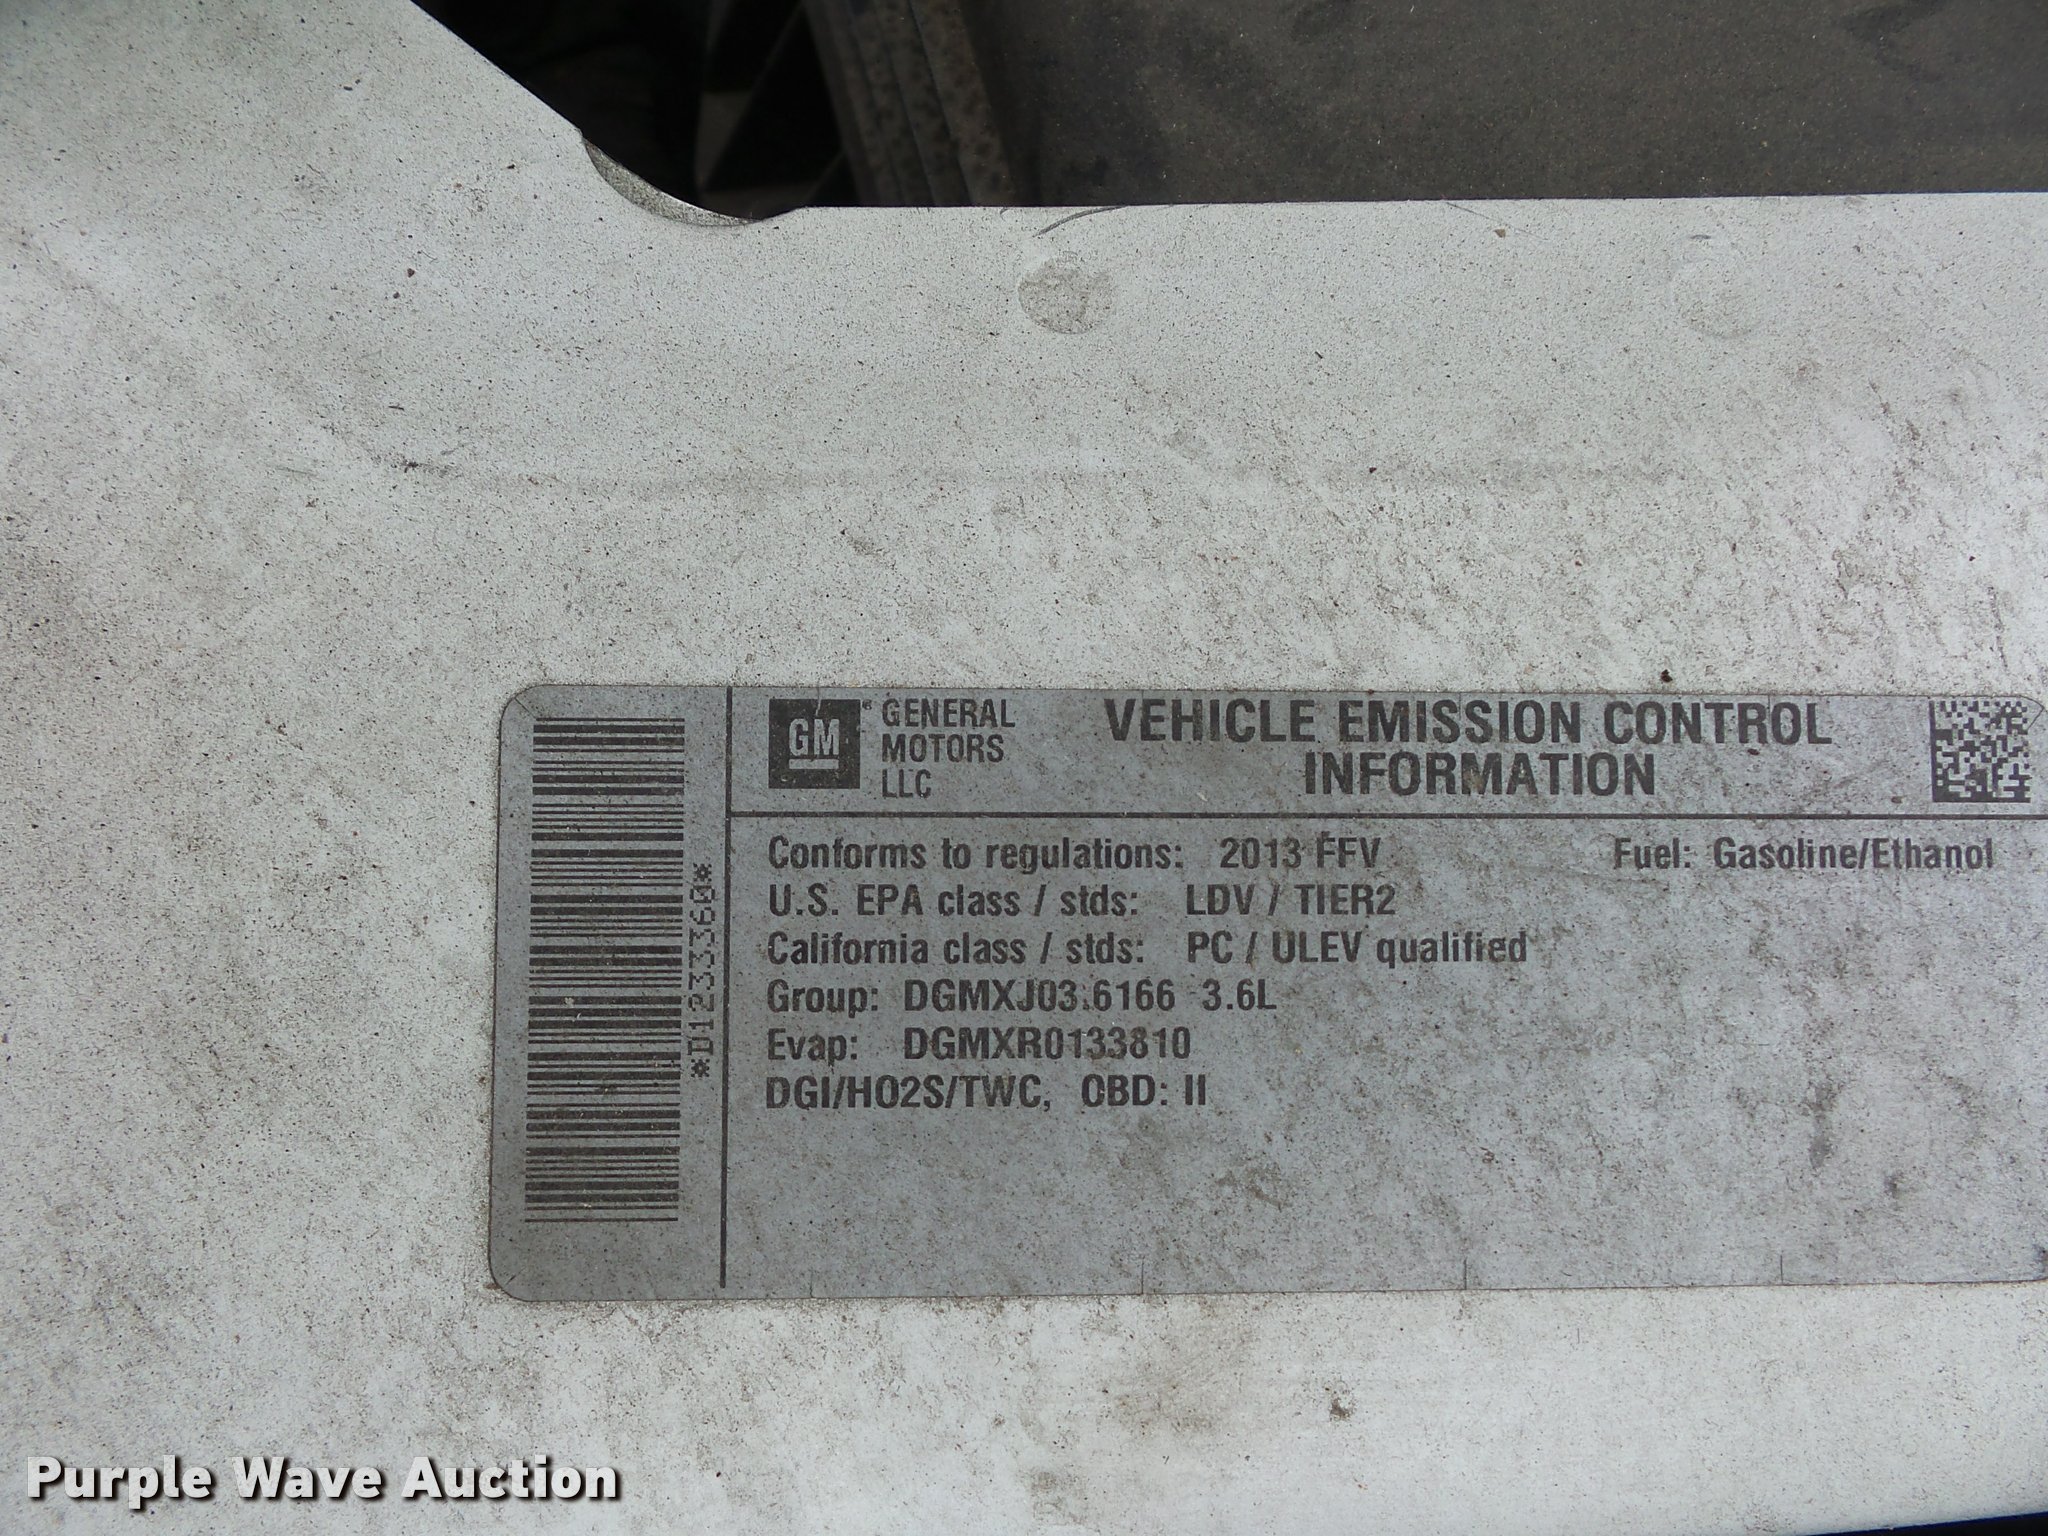 GM
GENERAL
MOTORS
LLC
VEHICLE EMISSION CONTROL
INFORMATION
*D1233360*
Conforms to regulations: 2013 FFV Fuel: Gasoline/Ethanol
U.S. EPA class / stds: LDV / TIER2
California class / stds: PC / ULEV qualified
Group: DGMXJ03.6166 3.6L
Evap: DGMXR0133810
DGI/HO2S/TWC, OBD: II
Purple Wave Auction